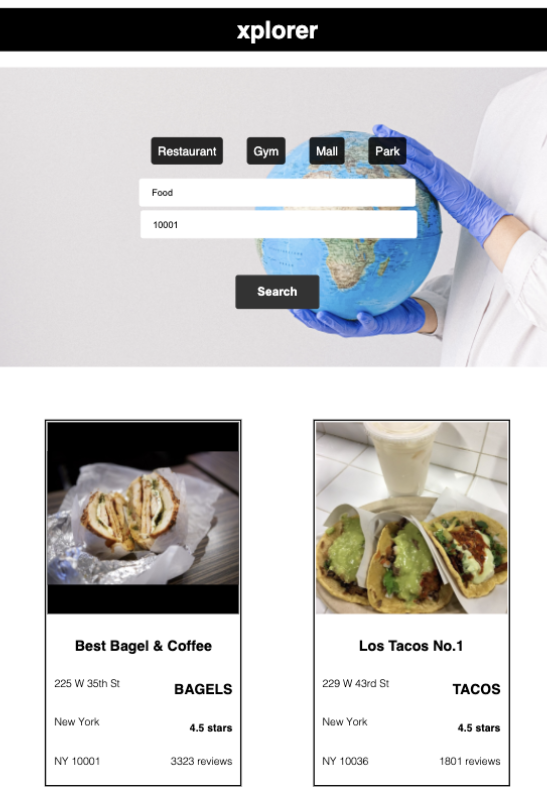 xplorer
Restaurant Gym Mall Park
Food
10001
Search
Best Bagel & Coffee
225 W 35th St
BAGELS
New York
4.5 stars
NY 10001
3323 reviews
Los Tacos No.1
229 W 43rd St
TACOS
New York
4.5 stars
NY 10036
1801 reviews